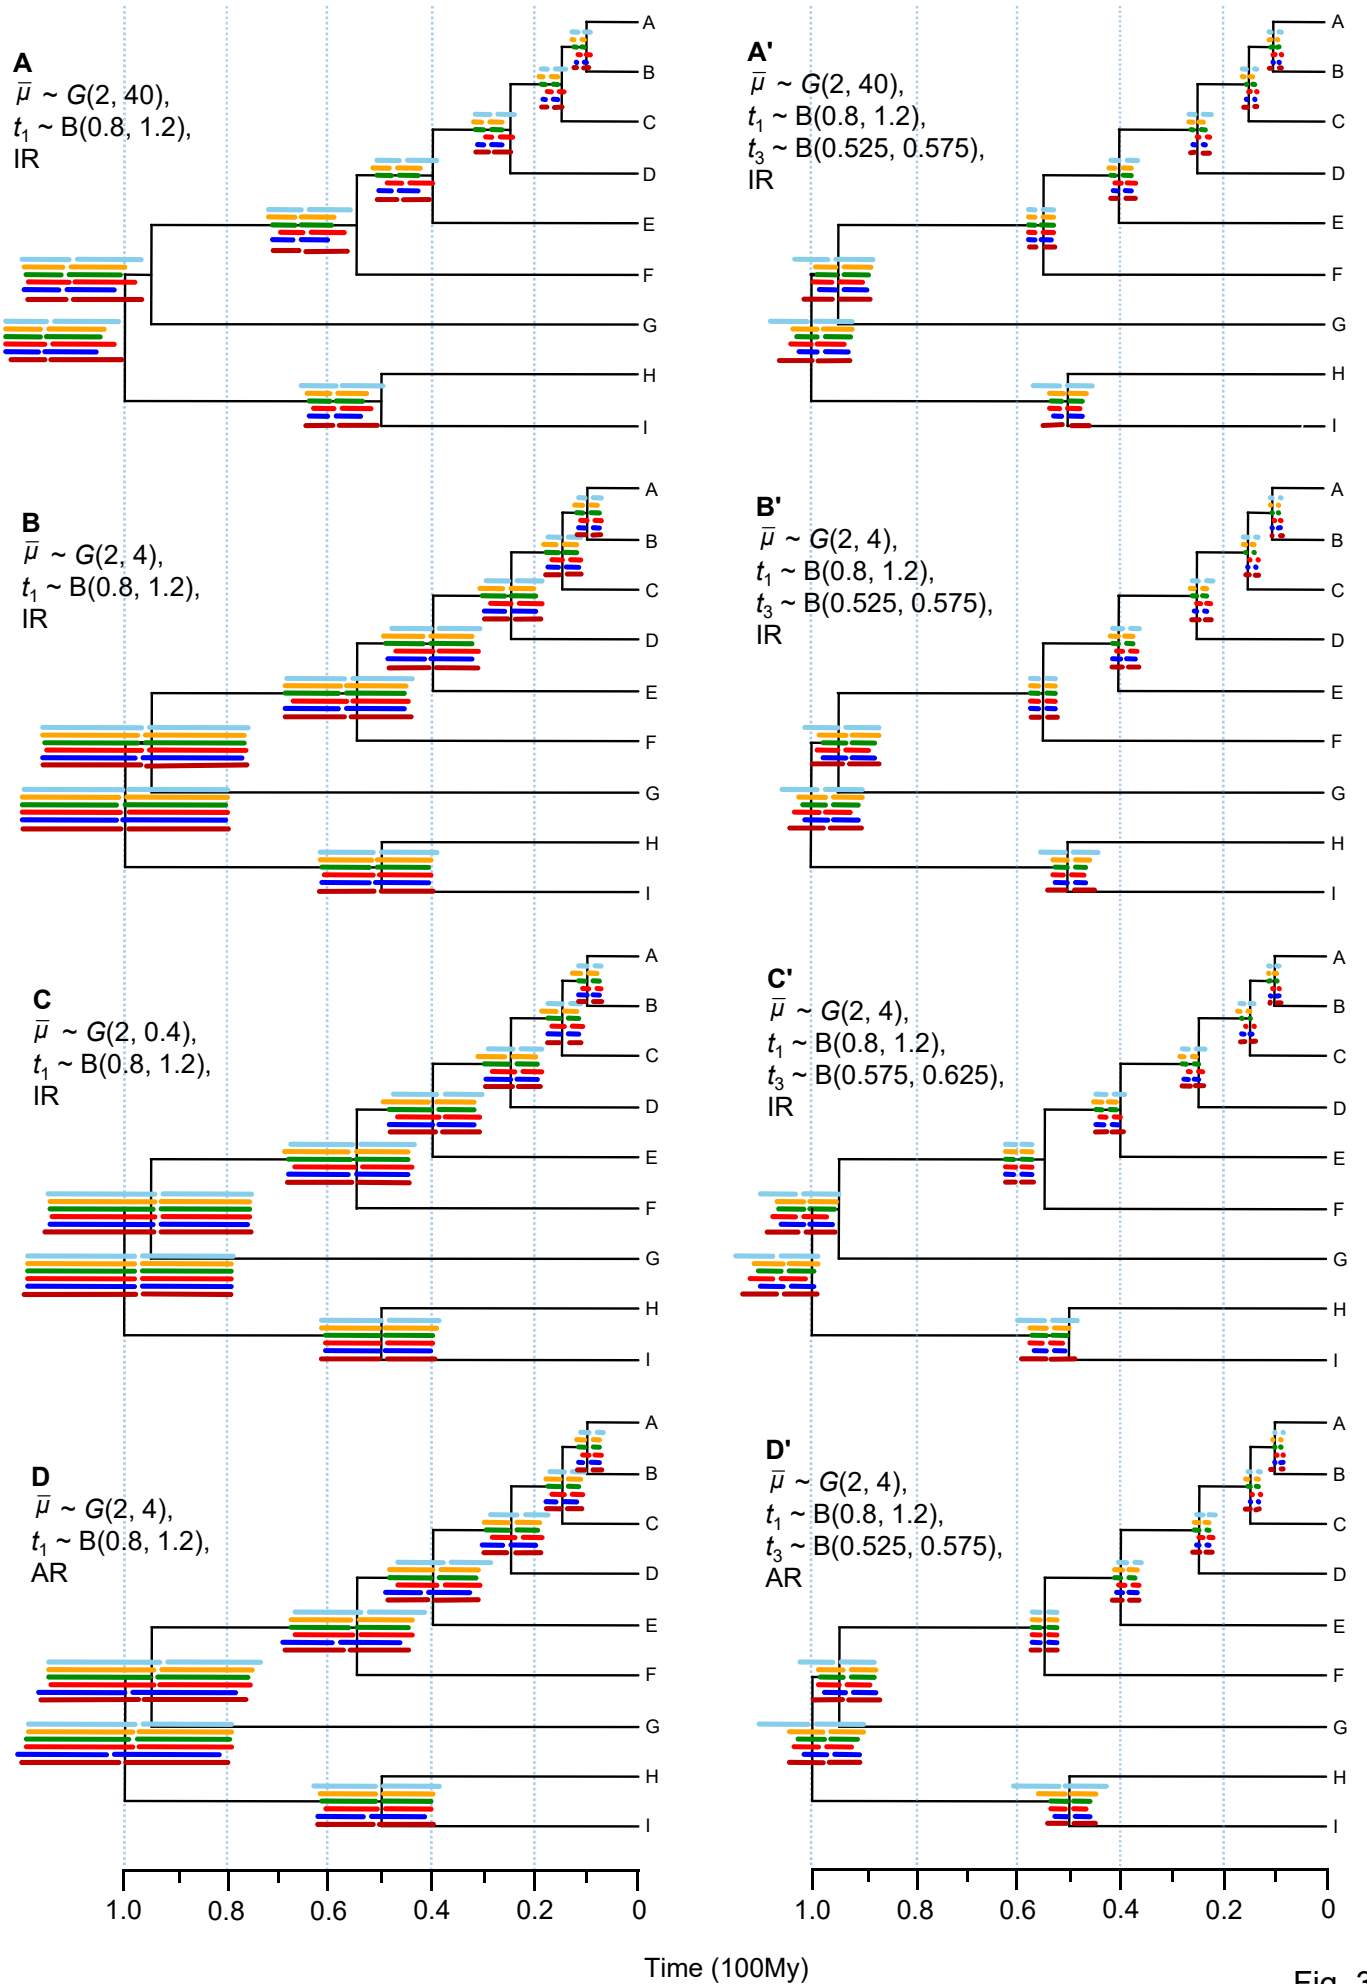 A
μ̄ ~ G(2, 40),
t1 ~ B(0.8, 1.2),
IR
A
B
C
D
E
F
G
H
I
A'
μ̄ ~ G(2, 40),
t1 ~ B(0.8, 1.2),
t3 ~ B(0.525, 0.575),
IR
A
B
C
D
E
F
G
H
I
B
μ̄ ~ G(2, 4),
t1 ~ B(0.8, 1.2),
IR
A
B
C
D
E
F
G
H
I
B'
μ̄ ~ G(2, 4),
t1 ~ B(0.8, 1.2),
t3 ~ B(0.525, 0.575),
IR
A
B
C
D
E
F
G
H
I
C
μ̄ ~ G(2, 0.4),
t1 ~ B(0.8, 1.2),
IR
A
B
C
D
E
F
G
H
I
C'
μ̄ ~ G(2, 4),
t1 ~ B(0.8, 1.2),
t3 ~ B(0.575, 0.625),
IR
A
B
C
D
E
F
G
H
I
D
μ̄ ~ G(2, 4),
t1 ~ B(0.8, 1.2),
AR
A
B
C
D
E
F
G
H
I
D'
μ̄ ~ G(2, 4),
t1 ~ B(0.8, 1.2),
t3 ~ B(0.525, 0.575),
AR
A
B
C
D
E
F
G
H
I
1.0 0.8 0.6 0.4 0.2 0
1.0 0.8 0.6 0.4 0.2 0
Time (100My)
Fig. 3